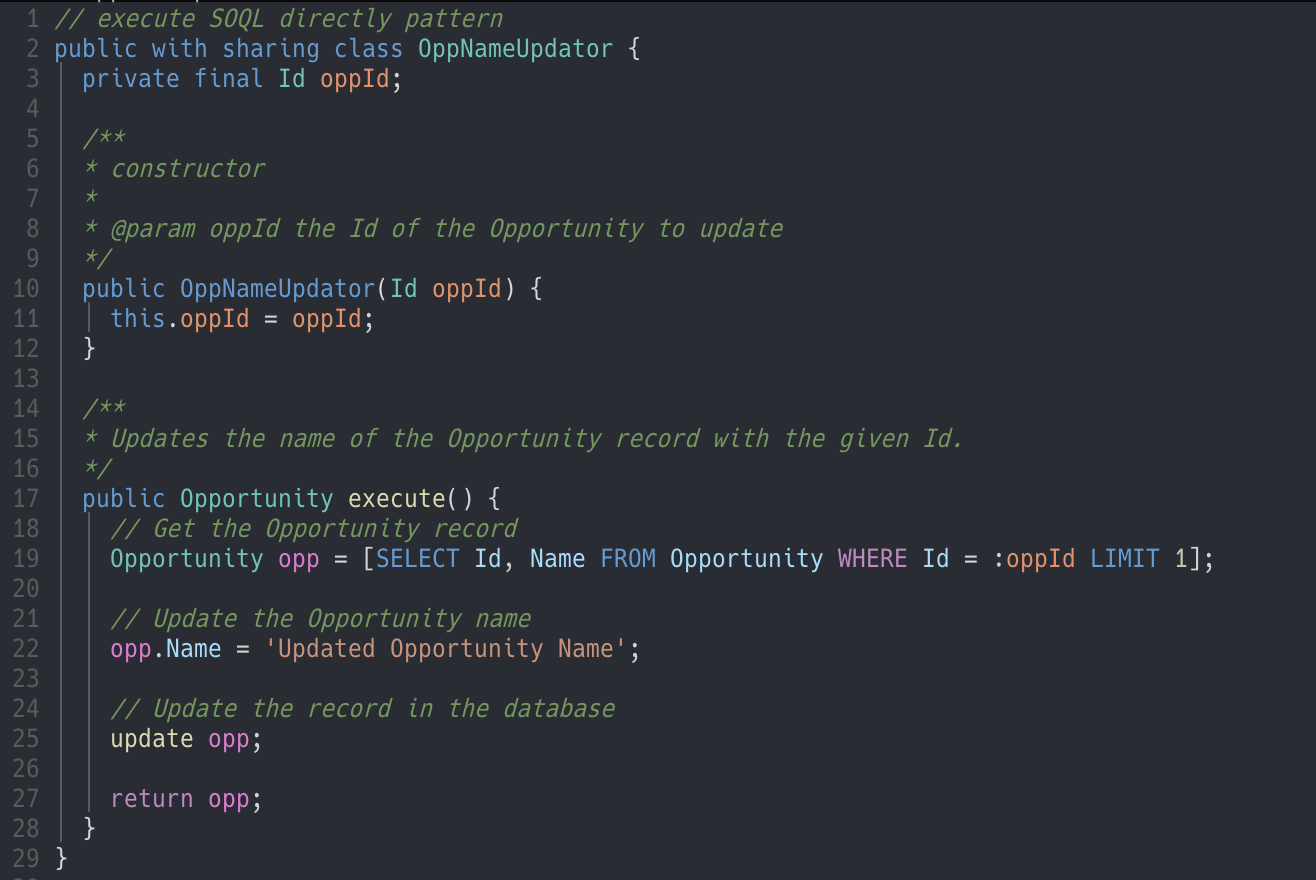 1 // execute SOQL directly pattern
2 public with sharing class OppNameUpdator {
3   private final Id oppId;
4
5   /**
6   * constructor
7   *
8   * @param oppId the Id of the Opportunity to update
9   */
10   public OppNameUpdator(Id oppId) {
11     this.oppId = oppId;
12   }
13
14   /**
15   * Updates the name of the Opportunity record with the given Id.
16   */
17   public Opportunity execute() {
18     // Get the Opportunity record
19     Opportunity opp = [SELECT Id, Name FROM Opportunity WHERE Id = :oppId LIMIT 1];
20
21     // Update the Opportunity name
22     opp.Name = 'Updated Opportunity Name';
23
24     // Update the record in the database
25     update opp;
26
27     return opp;
28   }
29 }